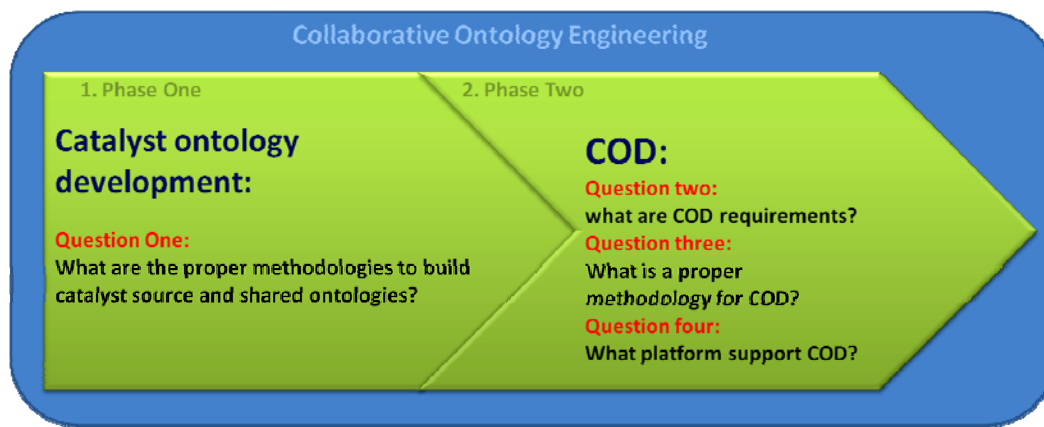 Collaborative Ontology Engineering
1. Phase One
Catalyst ontology
development:
Question One:
What are the proper methodologies to build
catalyst source and shared ontologies?
2. Phase Two
COD:
Question two:
what are COD requirements?
Question three:
What is a proper
methodology for COD?
Question four:
What platform support COD?